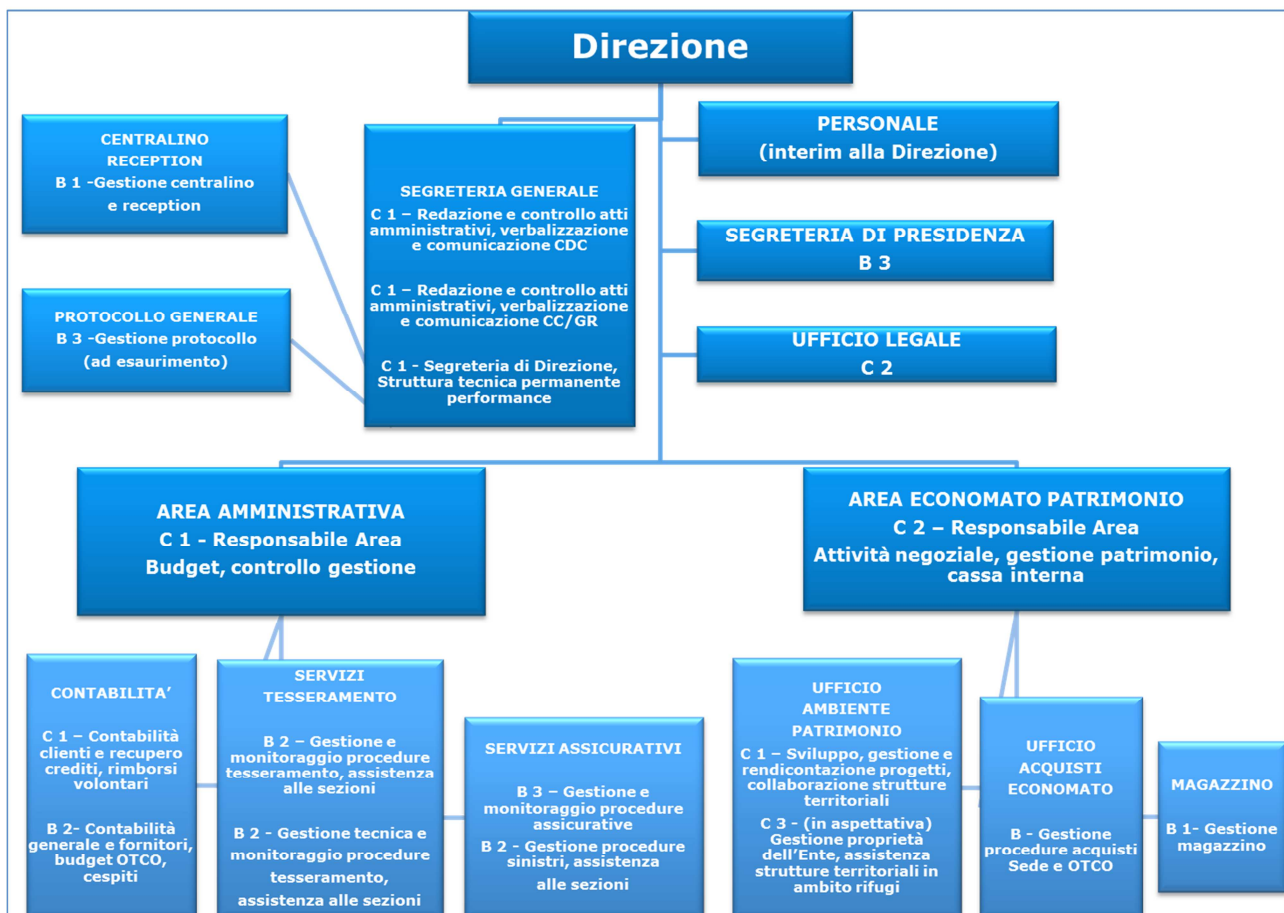 Direzione
CENTRALINO
RECEPTION
B 1 -Gestione centralino
e reception
PROTOCOLLO GENERALE
B 3 -Gestione protocollo
(ad esaurimento)
SEGRETERIA GENERALE
C 1 – Redazione e controllo atti
amministrativi, verbalizzazione
e comunicazione CDC
C 1 – Redazione e controllo atti
amministrativi, verbalizzazione
e comunicazione CC/GR
C 1 - Segreteria di Direzione,
Struttura tecnica permanente
performance
PERSONALE
(interim alla Direzione)
SEGRETERIA DI PRESIDENZA
B 3
UFFICIO LEGALE
C 2
AREA AMMINISTRATIVA
C 1 - Responsabile Area
Budget, controllo gestione
AREA ECONOMATO PATRIMONIO
C 2 – Responsabile Area
Attività negoziale, gestione patrimonio,
cassa interna
CONTABILITA’
C 1 – Contabilità
clienti e recupero
crediti, rimborsi
volontari
B 2- Contabilità
generale e fornitori,
budget OTCO,
cespiti
SERVIZI
TESSERAMENTO
B 2 – Gestione e
monitoraggio procedure
tesseramento, assistenza
alle sezioni
B 2 - Gestione tecnica e
monitoraggio procedure
tesseramento,
assistenza alle sezioni
SERVIZI ASSICURATIVI
B 3 – Gestione e
monitoraggio procedure
assicurative
B 2 - Gestione procedure
sinistri, assistenza
alle sezioni
UFFICIO
AMBIENTE
PATRIMONIO
C 1 – Sviluppo, gestione e
rendicontazione progetti,
collaborazione strutture
territoriali
C 3 - (in aspettativa)
Gestione proprietà
dell’Ente, assistenza
strutture territoriali in
ambito rifugi
UFFICIO
ACQUISTI
ECONOMATO
B - Gestione
procedure acquisti
Sede e OTCO
MAGAZZINO
B 1- Gestione
magazzino